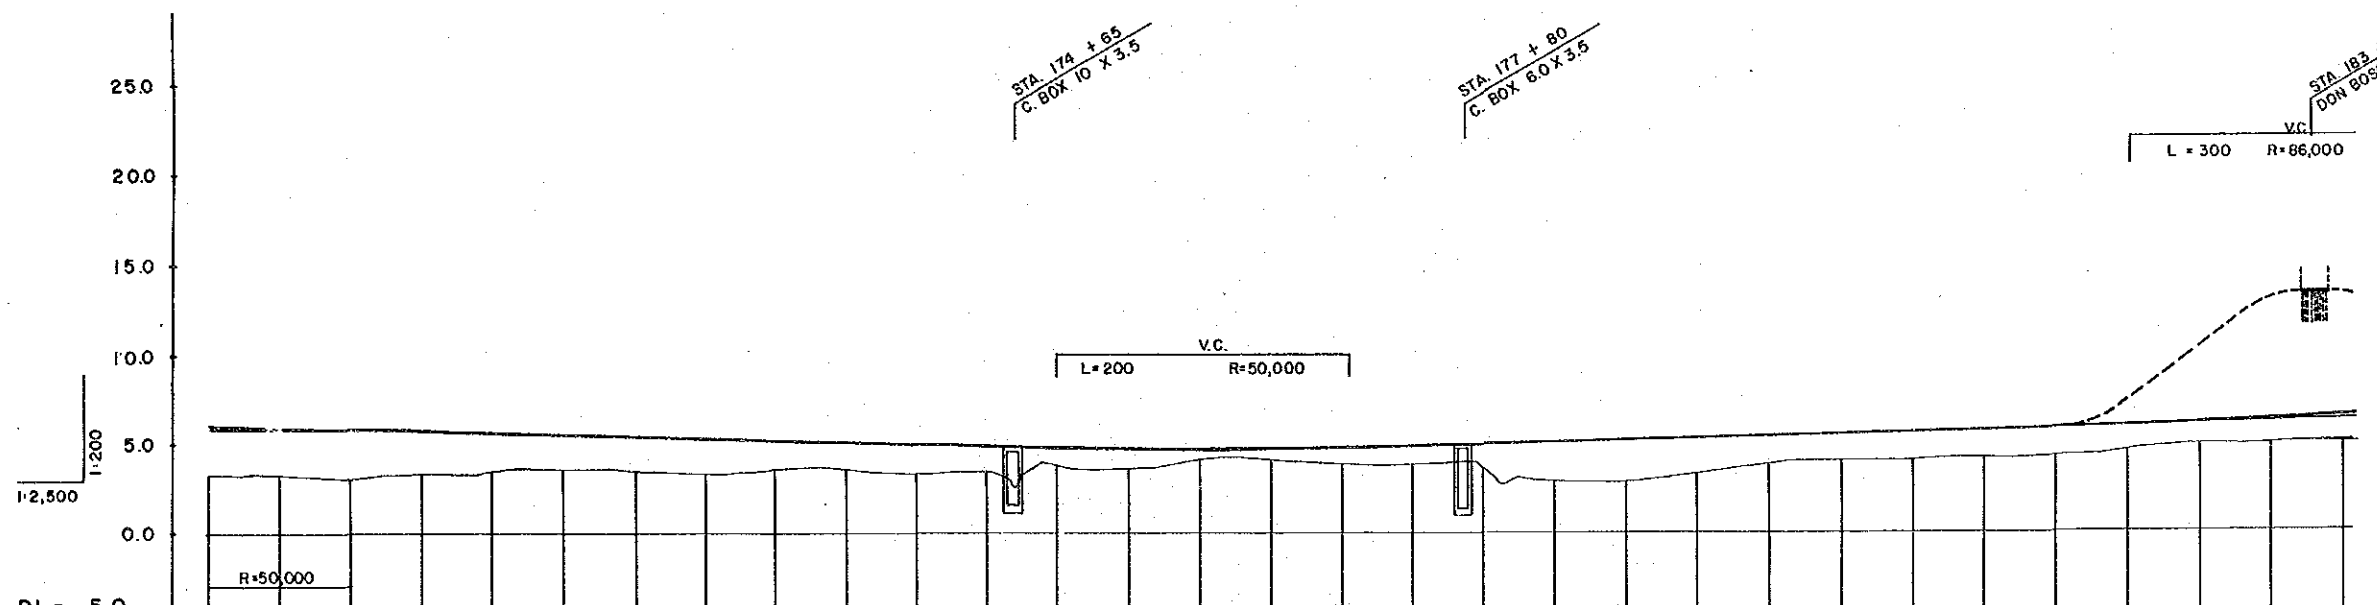 STA. 174 + 65
C. BOX 10 X 3.5
STA. 177 + 80
C. BOX 6.0 X 3.5
STA. 183
DON BOS
25.0
V.C.
L = 300 R=86,000
20.0
15.0
10.0
V.C.
L=200 R=50,000
5.0
1:200
1:2,500
0.0
R=50,000